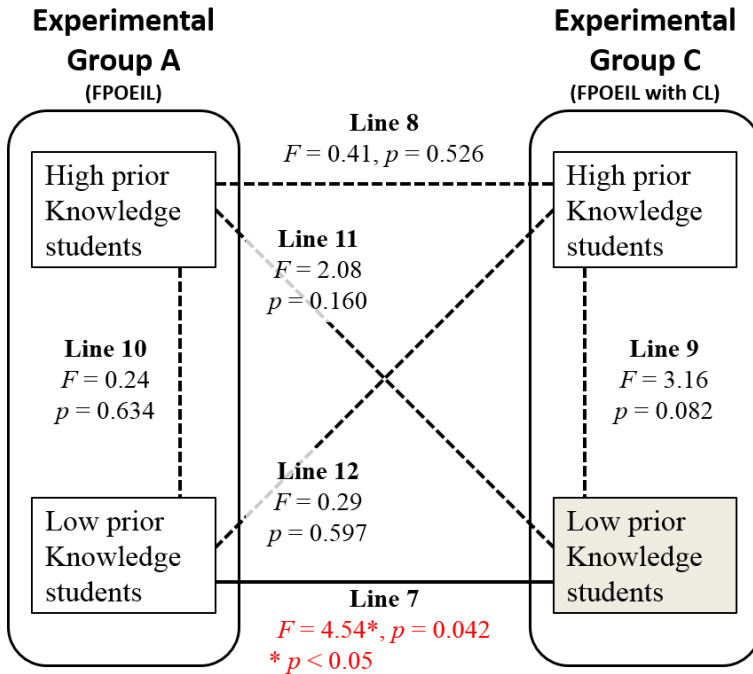 Experimental
Group A
(FPOEIL)
Experimental
Group C
(FPOEIL with CL)
Line 8
F = 0.41, p = 0.526
High prior
Knowledge
students
High prior
Knowledge
students
Line 11
F = 2.08
p = 0.160
Line 10
F = 0.24
p = 0.634
Line 9
F = 3.16
p = 0.082
Line 12
F = 0.29
p = 0.597
Low prior
Knowledge
students
Low prior
Knowledge
students
Line 7
F = 4.54*, p = 0.042
* p < 0.05